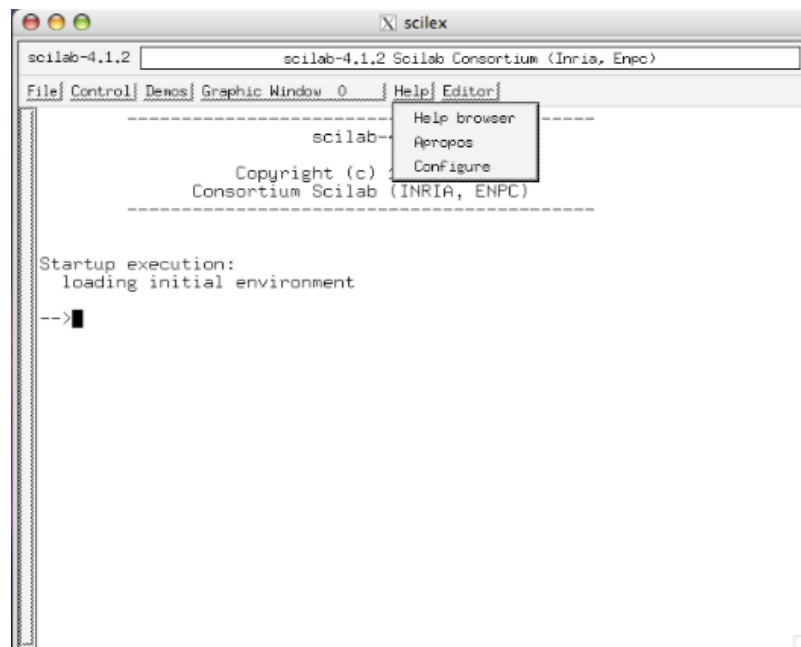 scilex
scilab-4.1.2 scilab-4.1.2 Scilab Consortium (Inria, Enpc)
File Control Demos Graphic Window 0 Help Editor
Help browser
Apropos
Configure
scilab-
Copyright (c)
Consortium Scilab (INRIA, ENPC)
Startup execution:
loading initial environment
-->